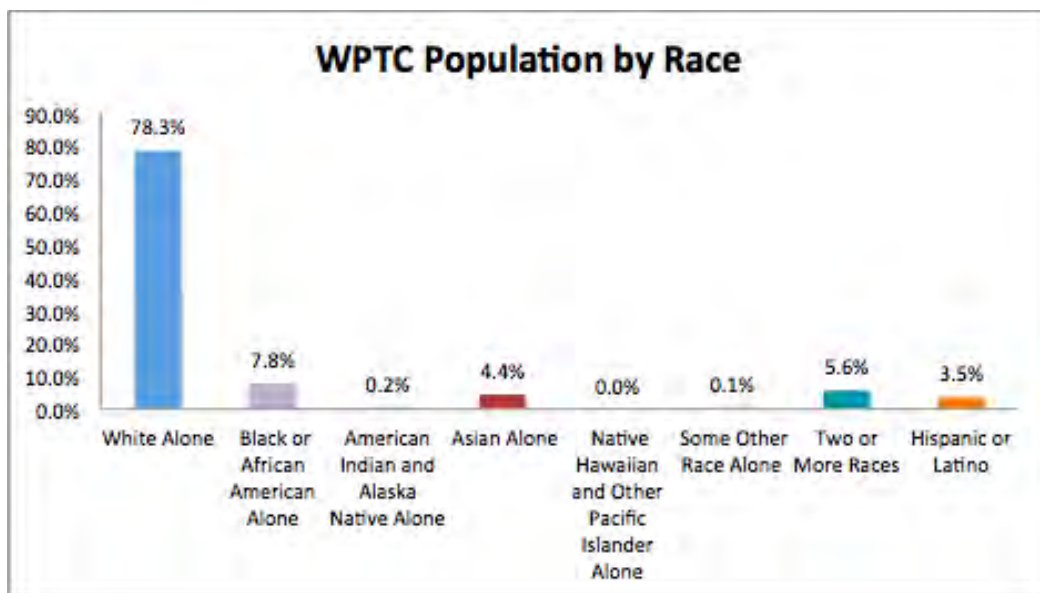 WPTC Population by Race
90.0%
80.0%
70.0%
60.0%
50.0%
40.0%
30.0%
20.0%
10.0%
0.0%
78.3%
7.8%
0.2%
4.4%
0.0%
0.1%
5.6%
3.5%
White Alone
Black or
African
American
Alone
American
Indian and
Alaska
Native Alone
Asian Alone
Native
Hawaiian
and Other
Pacific
Islander
Alone
Some Other
Race Alone
Two or
More Races
Hispanic or
Latino